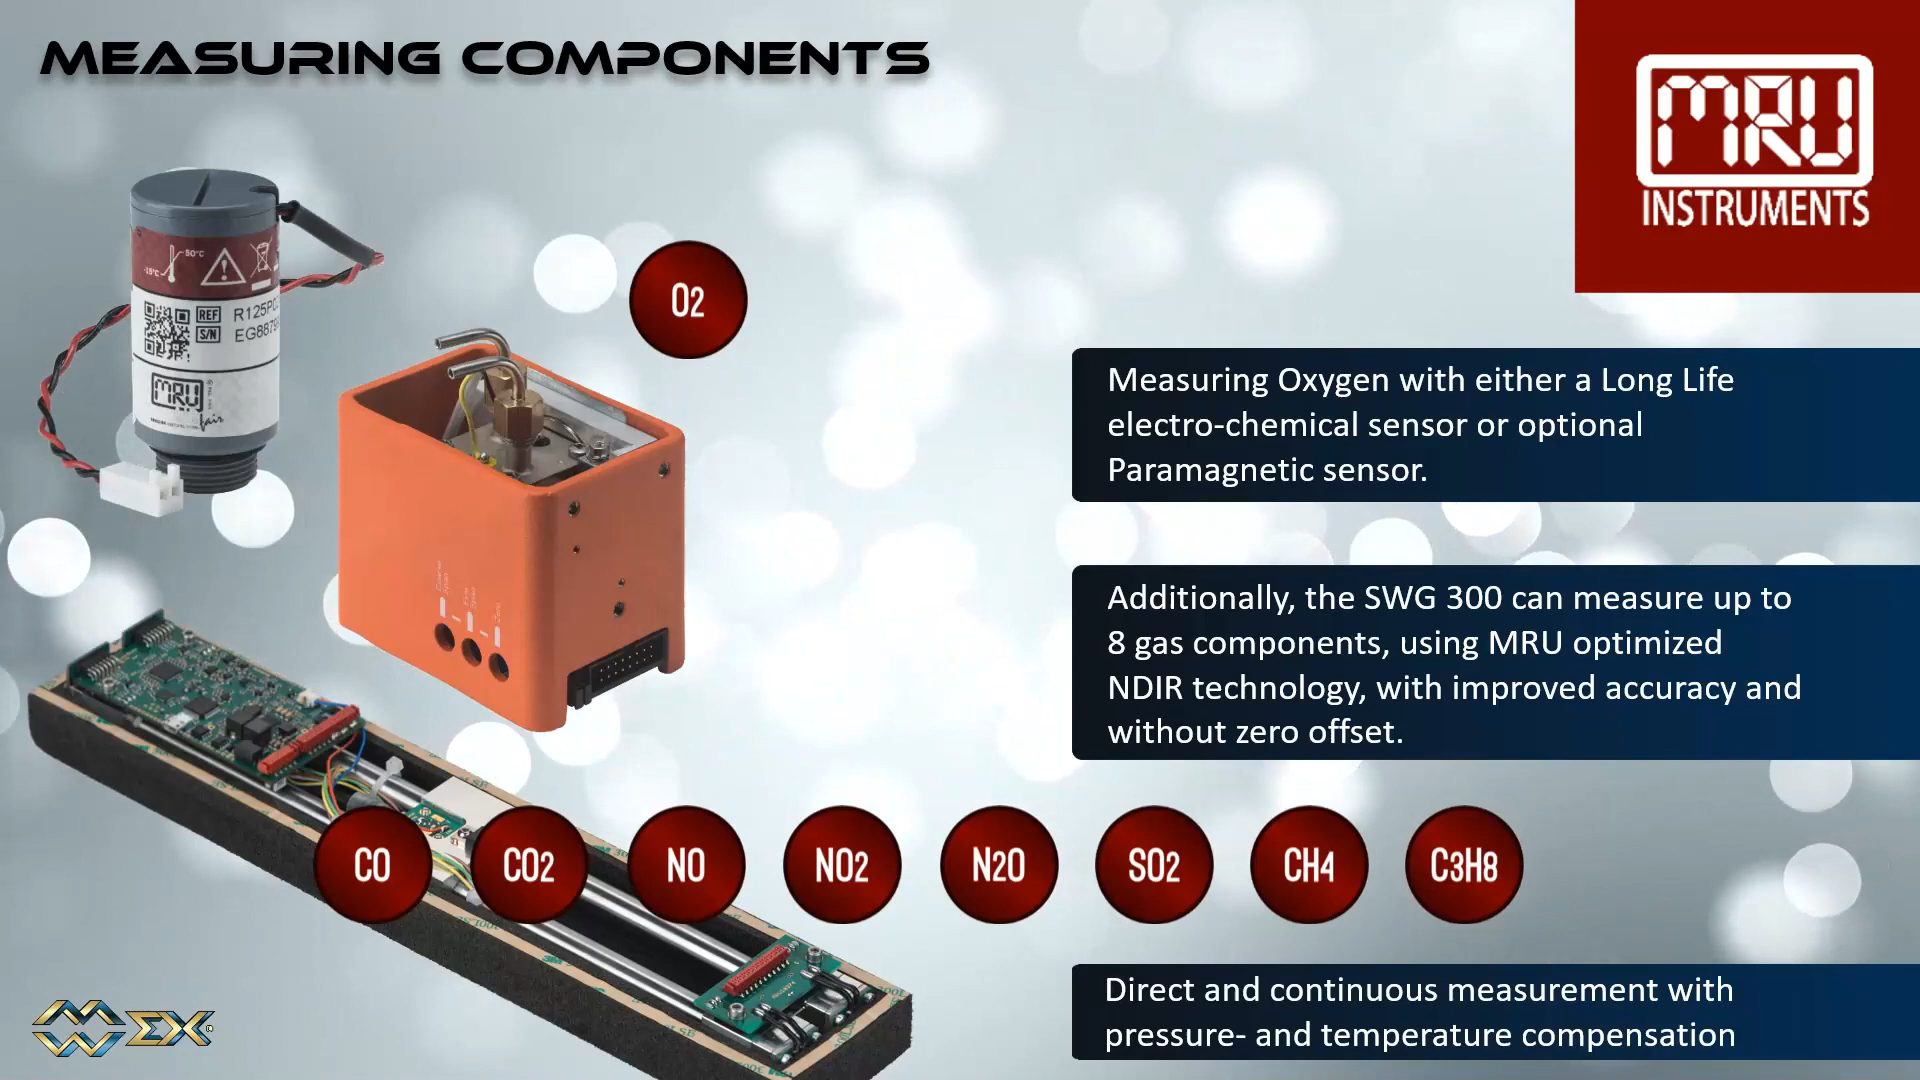 MEASURING COMPONENTS
MRU
INSTRUMENTS
50°C
-15°C
REF
S/N
MRU
fair
O2
Measuring Oxygen with either a Long Life
electro-chemical sensor or optional
Paramagnetic sensor.
Additionally, the SWG 300 can measure up to
8 gas components, using MRU optimized
NDIR technology, with improved accuracy and
without zero offset.
CO
CO2
NO
NO2
N2O
SO2
CH4
C3H8
Direct and continuous measurement with
pressure- and temperature compensation